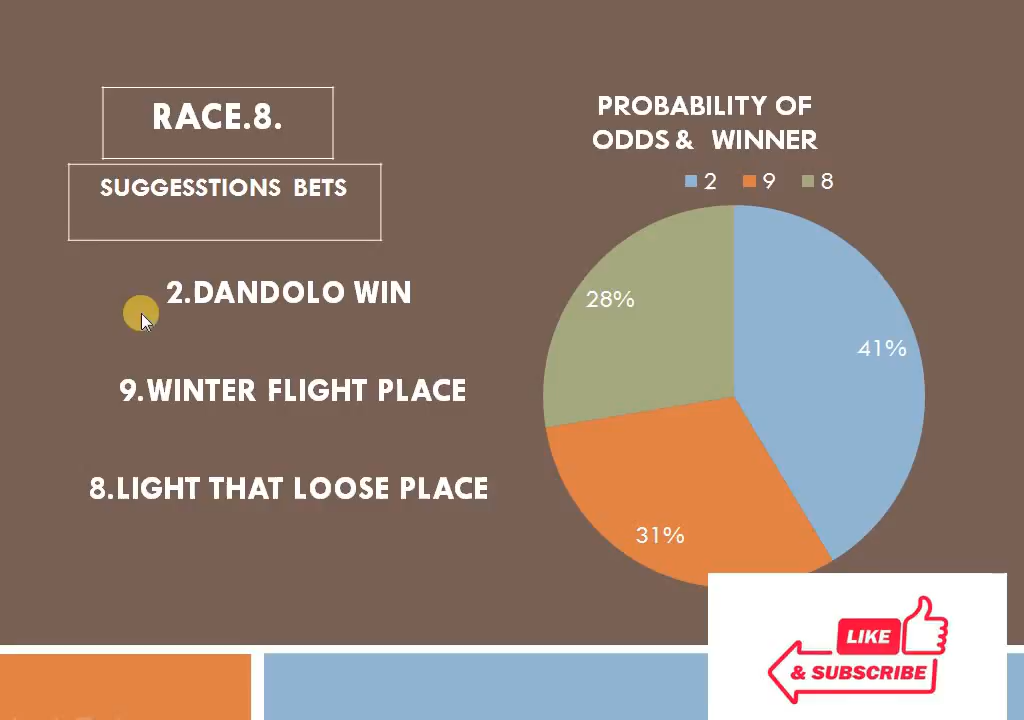 RACE.8.
SUGGESSTIONS BETS
2.DANDOLO WIN
9.WINTER FLIGHT PLACE
8.LIGHT THAT LOOSE PLACE
PROBABILITY OF
ODDS & WINNER
2 9 8
28%
41%
31%
LIKE
& SUBSCRIBE